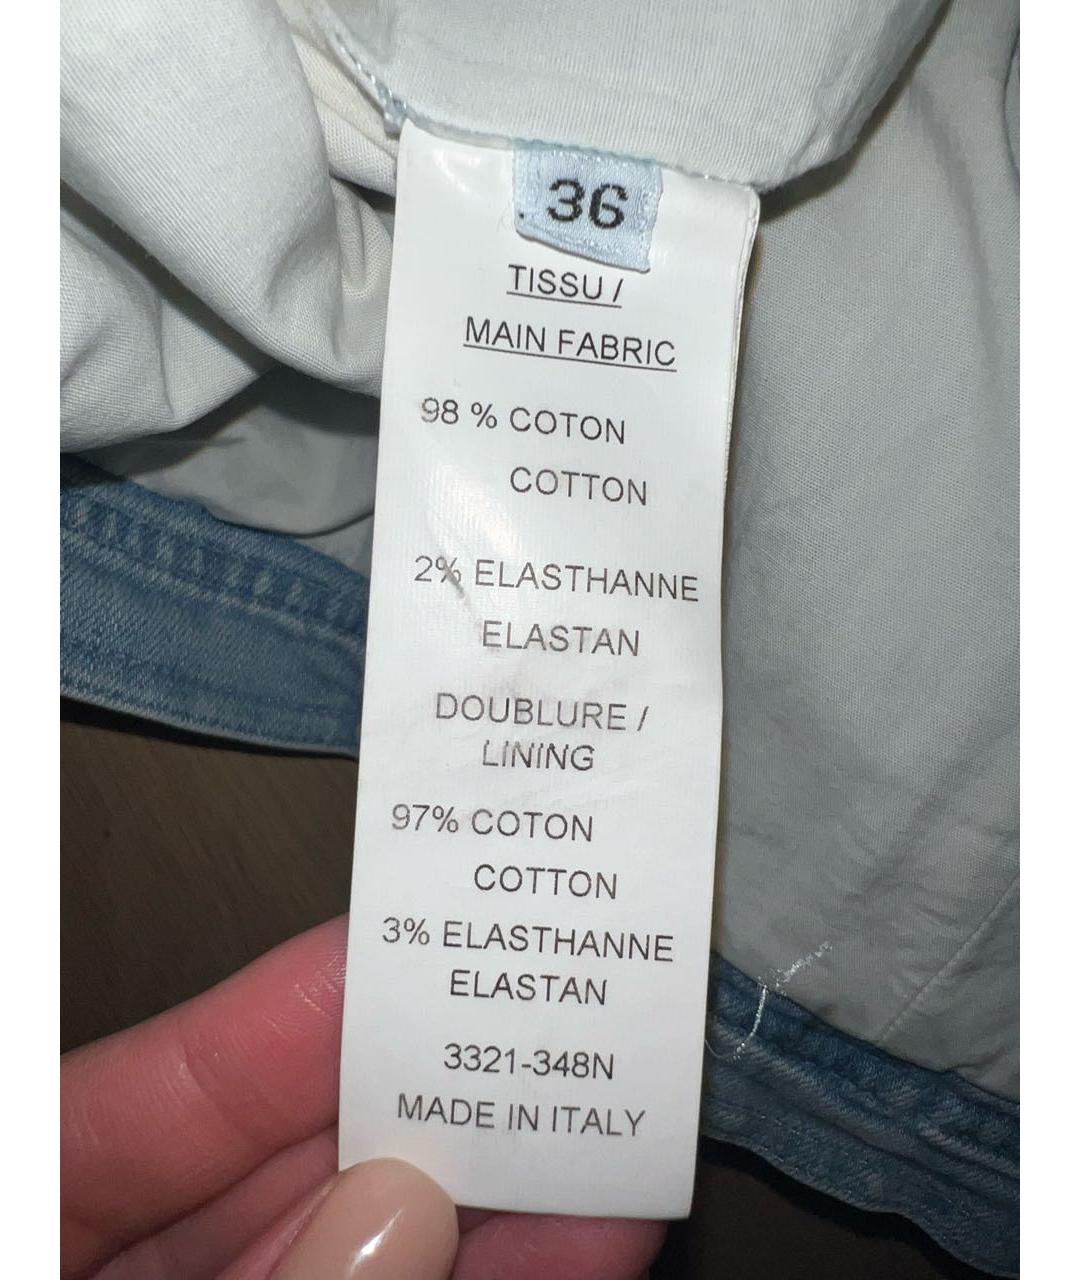 36
TISSU /
MAIN FABRIC
98 % COTON
COTTON
2% ELASTHANNE
ELASTAN
DOUBLURE /
LINING
97% COTON
COTTON
3% ELASTHANNE
ELASTAN
3321-348N
MADE IN ITALY